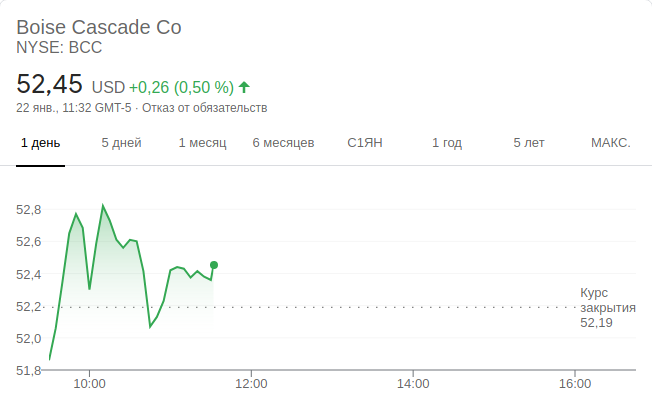 Boise Cascade Co
NYSE: BCC
52,45 USD +0,26 (0,50 %)
22 янв., 11:32 GMT-5 · Отказ от обязательств
1 день 5 дней 1 месяц 6 месяцев С1ЯН 1 год 5 лет МАКС.
52,8
52,6
52,4
52,2
52,0
51,8
Курс
закрытия
52,19
10:00 12:00 14:00 16:00